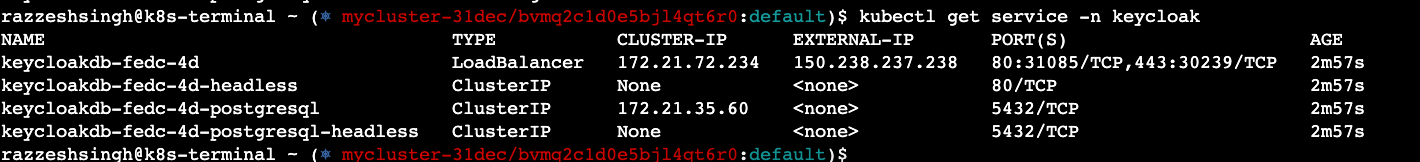 razzeshsingh@k8s-terminal ~ (⎈ mycluster-31dec/bvmq2c1d0e5bjl4qt6r0:default)$ kubectl get service -n keycloak
NAME TYPE CLUSTER-IP EXTERNAL-IP PORT(S) AGE
keycloakdb-fedc-4d LoadBalancer 172.21.72.234 150.238.237.238 80:31085/TCP,443:30239/TCP 2m57s
keycloakdb-fedc-4d-headless ClusterIP None <none> 80/TCP 2m57s
keycloakdb-fedc-4d-postgresql ClusterIP 172.21.35.60 <none> 5432/TCP 2m57s
keycloakdb-fedc-4d-postgresql-headless ClusterIP None <none> 5432/TCP 2m57s
razzeshsingh@k8s-terminal ~ (⎈ mycluster-31dec/bvmq2c1d0e5bjl4qt6r0:default)$